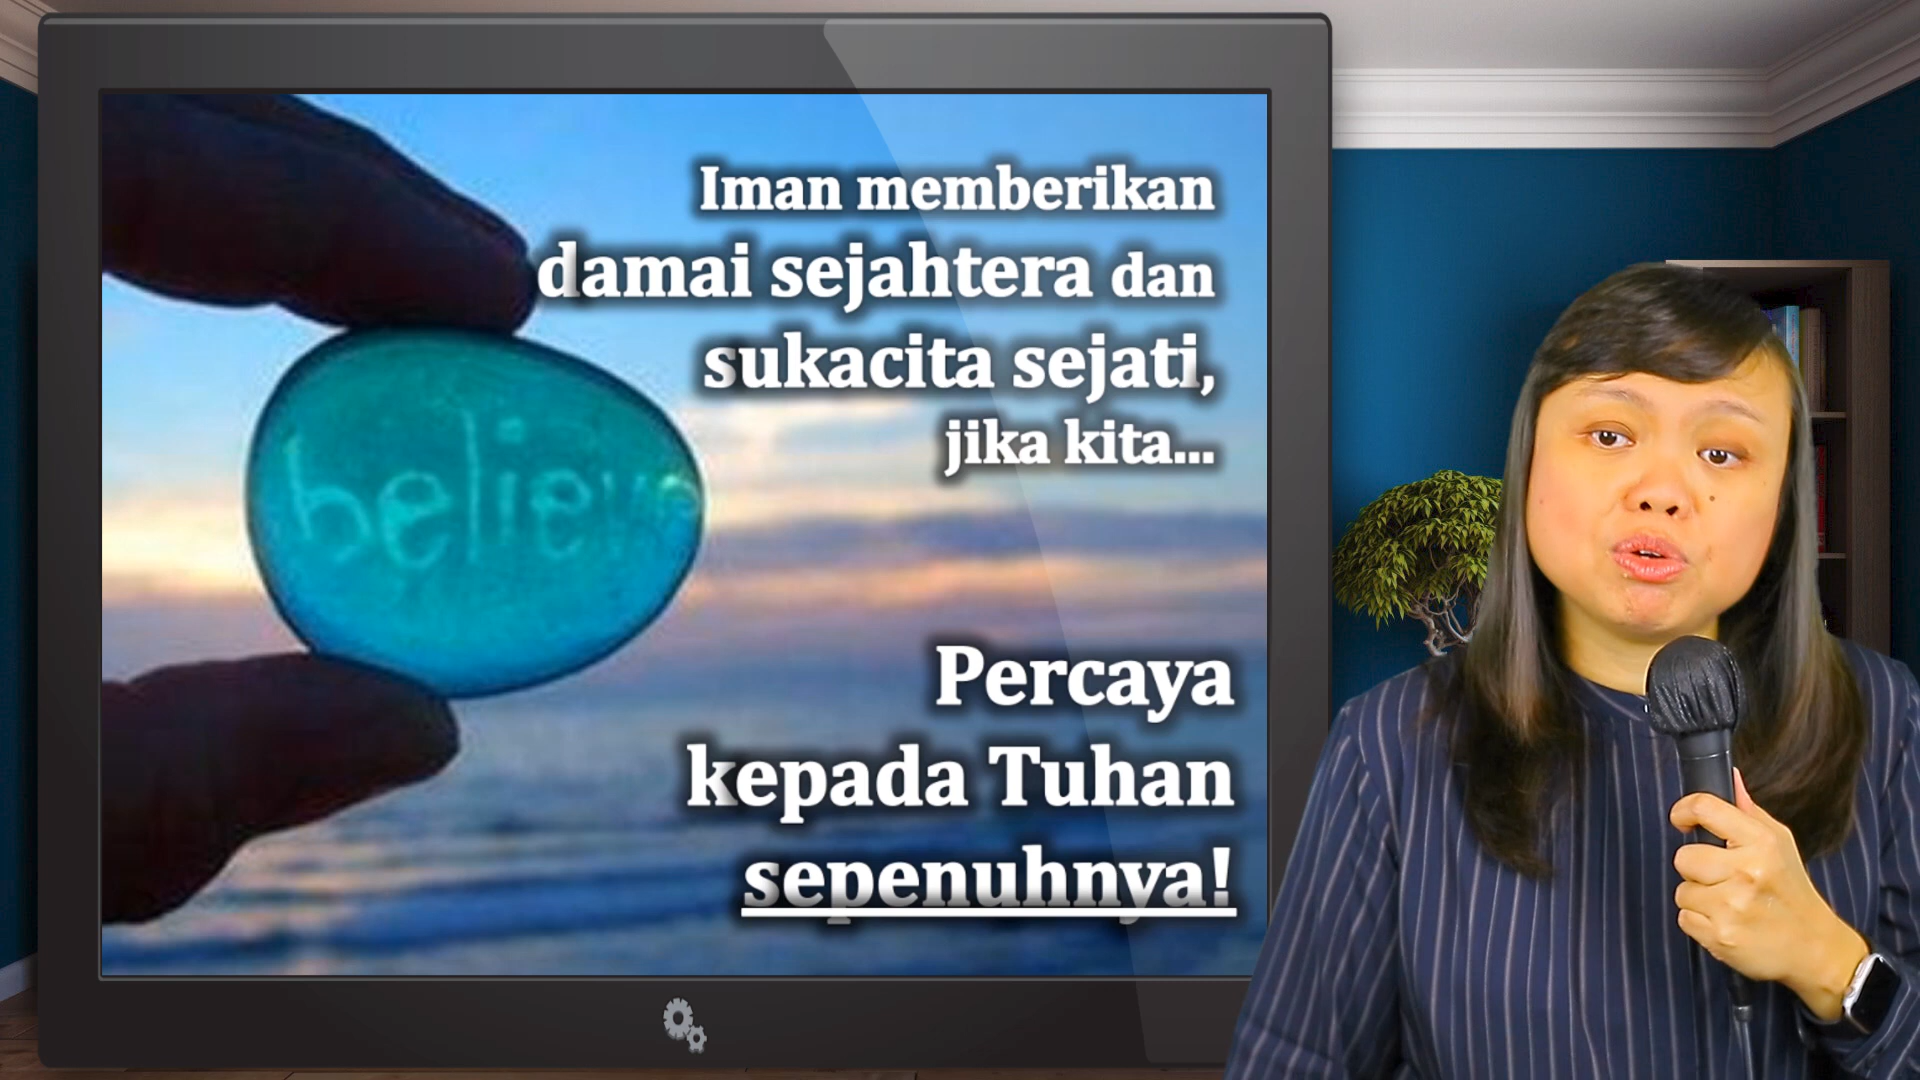 Iman memberikan
damai sejahtera dan
sukacita sejati,
jika kita...
believe
Percaya
kepada Tuhan
sepenuhnya!